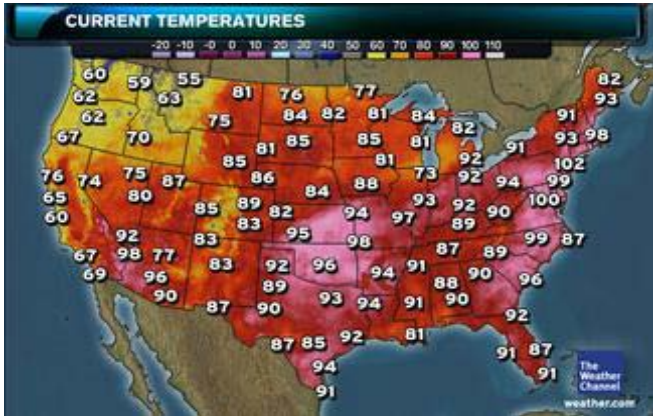 CURRENT TEMPERATURES
-20 -10 0 10 20 30 40 50 60 70 80 90 100 110
60 59 55 81 76 77 82
62 63 93
62 75 84 82 81 84 91
67 70 81 85 85 81 82 91 93 98
76 74 75 87 85 86 81 73 92 92 94 102
65 80 85 89 84 88 93 92 99
60 83 82 94 97 89 90 100
92 83 95 98 87 89 99 87
67 98 77 83 92 96 94 91 90
69 96 89 88 96
90 87 90 93 94 91 90
92
87 85 92 81 91 87
94 91
91
The
Weather
Channel
weather.com